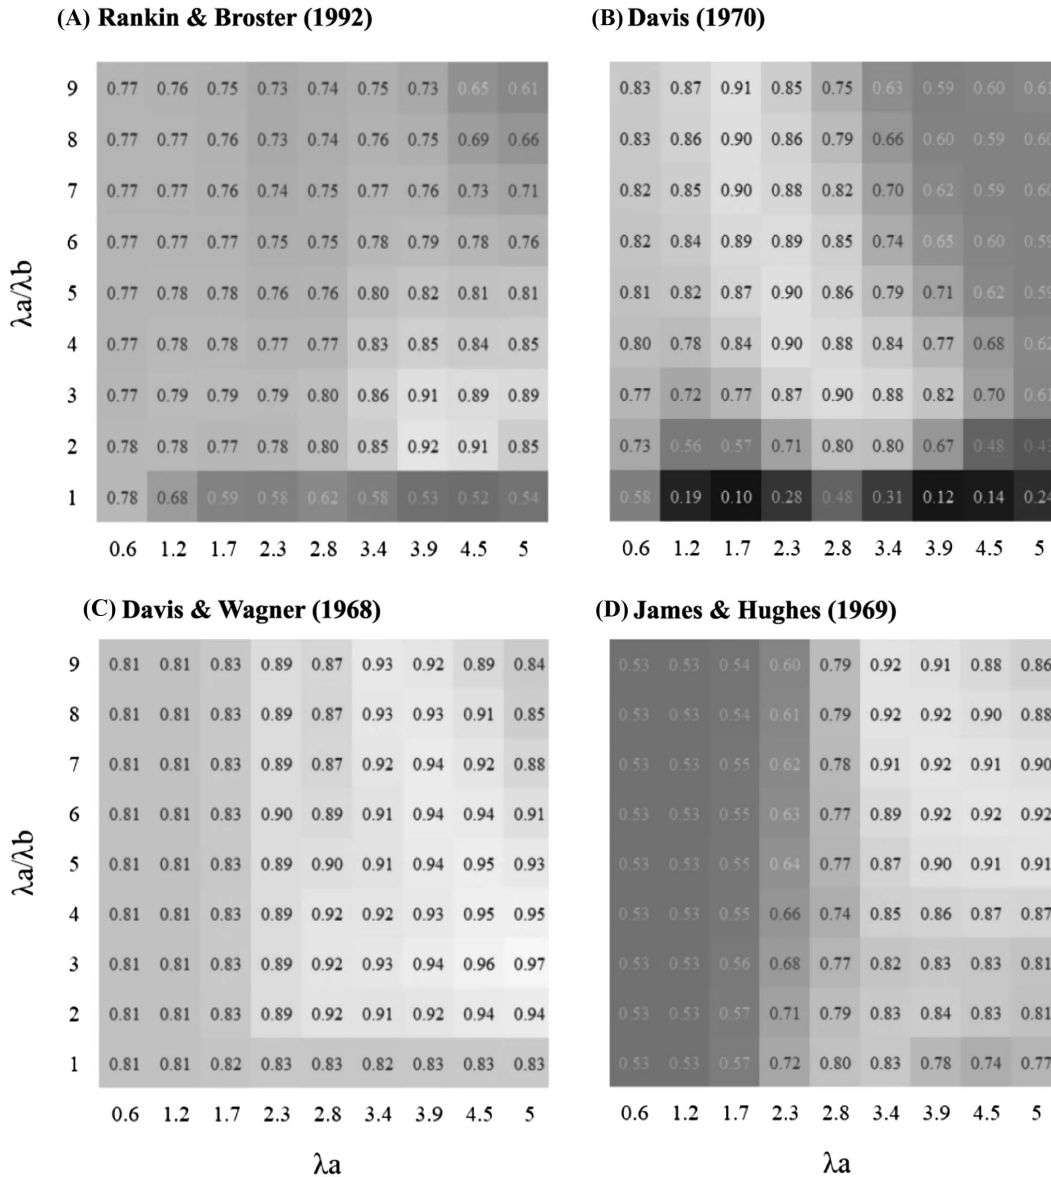 (A) Rankin & Broster (1992)
(B) Davis (1970)
9 0.77 0.76 0.75 0.73 0.74 0.75 0.73 0.65 0.61
8 0.77 0.77 0.76 0.73 0.74 0.76 0.75 0.69 0.66
7 0.77 0.77 0.76 0.74 0.75 0.77 0.76 0.73 0.71
6 0.77 0.77 0.77 0.75 0.75 0.78 0.79 0.78 0.76
5 0.77 0.78 0.78 0.76 0.76 0.80 0.82 0.81 0.81
4 0.77 0.78 0.78 0.77 0.77 0.83 0.85 0.84 0.85
3 0.77 0.79 0.79 0.79 0.80 0.86 0.91 0.89 0.89
2 0.78 0.78 0.77 0.78 0.80 0.85 0.92 0.91 0.85
1 0.78 0.68 0.59 0.58 0.62 0.58 0.53 0.52 0.54
0.6 1.2 1.7 2.3 2.8 3.4 3.9 4.5 5
λa/λb
0.83 0.87 0.91 0.85 0.75 0.63 0.59 0.60 0.61
0.83 0.86 0.90 0.86 0.79 0.66 0.60 0.59 0.60
0.82 0.85 0.90 0.88 0.82 0.70 0.62 0.59 0.60
0.82 0.84 0.89 0.89 0.85 0.74 0.65 0.60 0.59
0.81 0.82 0.87 0.90 0.86 0.79 0.71 0.62 0.59
0.80 0.78 0.84 0.90 0.88 0.84 0.77 0.68 0.62
0.77 0.72 0.77 0.87 0.90 0.88 0.82 0.70 0.61
0.73 0.56 0.57 0.71 0.80 0.80 0.67 0.48 0.43
0.58 0.19 0.10 0.28 0.48 0.31 0.12 0.14 0.24
0.6 1.2 1.7 2.3 2.8 3.4 3.9 4.5 5
(C) Davis & Wagner (1968)
(D) James & Hughes (1969)
9 0.81 0.81 0.83 0.89 0.87 0.93 0.92 0.89 0.84
8 0.81 0.81 0.83 0.89 0.87 0.93 0.93 0.91 0.85
7 0.81 0.81 0.83 0.89 0.87 0.92 0.94 0.92 0.88
6 0.81 0.81 0.83 0.90 0.89 0.91 0.94 0.94 0.91
5 0.81 0.81 0.83 0.89 0.90 0.91 0.94 0.95 0.93
4 0.81 0.81 0.83 0.89 0.92 0.92 0.93 0.95 0.95
3 0.81 0.81 0.83 0.89 0.92 0.93 0.94 0.96 0.97
2 0.81 0.81 0.83 0.89 0.92 0.91 0.92 0.94 0.94
1 0.81 0.81 0.82 0.83 0.83 0.82 0.83 0.83 0.83
0.6 1.2 1.7 2.3 2.8 3.4 3.9 4.5 5
λa/λb
λa
0.53 0.53 0.54 0.60 0.79 0.92 0.91 0.88 0.86
0.53 0.53 0.54 0.61 0.79 0.92 0.92 0.90 0.88
0.53 0.53 0.55 0.62 0.78 0.91 0.92 0.91 0.90
0.53 0.53 0.55 0.63 0.77 0.89 0.92 0.92 0.92
0.53 0.53 0.55 0.64 0.77 0.87 0.90 0.91 0.91
0.53 0.53 0.55 0.66 0.74 0.85 0.86 0.87 0.87
0.53 0.53 0.56 0.68 0.77 0.82 0.83 0.83 0.81
0.53 0.53 0.57 0.71 0.79 0.83 0.84 0.83 0.81
0.53 0.53 0.57 0.72 0.80 0.83 0.78 0.74 0.77
0.6 1.2 1.7 2.3 2.8 3.4 3.9 4.5 5
λa